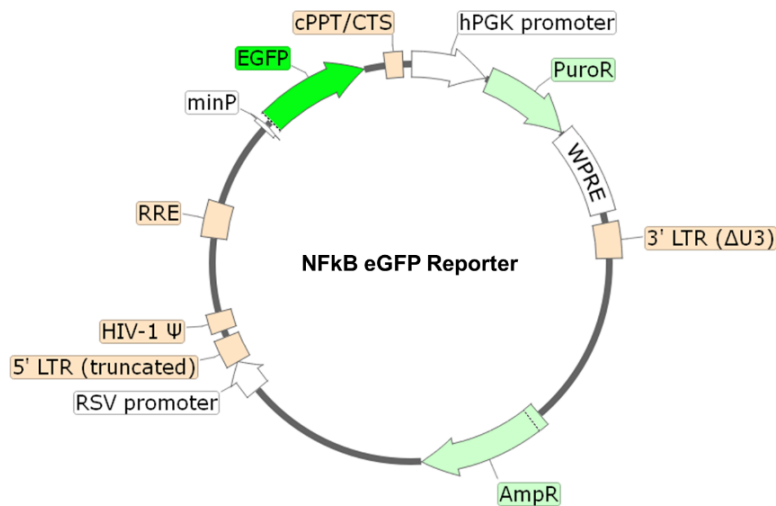 cPPT/CTS
hPGK promoter
EGFP
PuroR
minP
WPRE
RRE
3' LTR (ΔU3)
NFkB eGFP Reporter
HIV-1 Ψ
5' LTR (truncated)
RSV promoter
AmpR